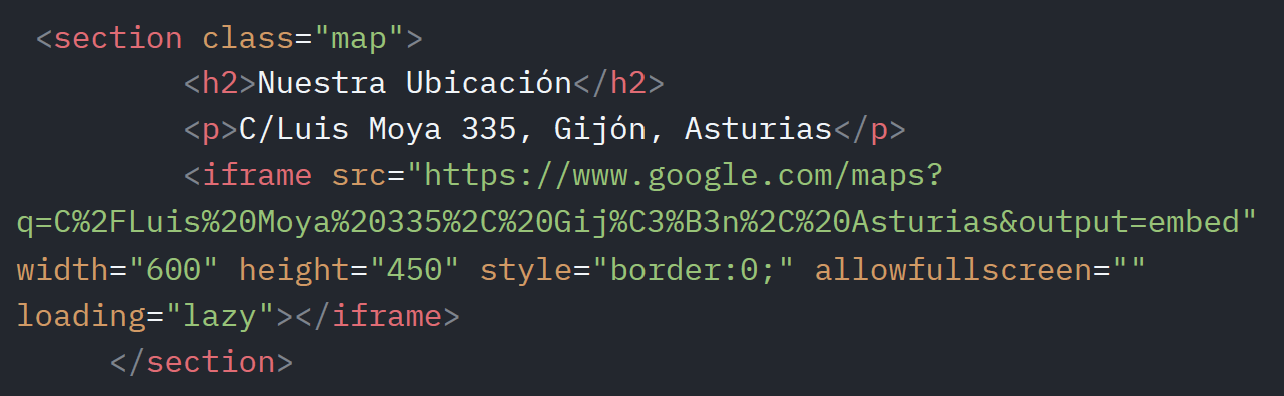 <section class="map">
<h2>Nuestra Ubicación</h2>
<p>C/Luis Moya 335, Gijón, Asturias</p>
<iframe src="https://www.google.com/maps?
q=C%2FLuis%20Moya%20335%2C%20Gij%C3%B3n%2C%20Asturias&output=embed"
width="600" height="450" style="border:0;" allowfullscreen=""
loading="lazy"></iframe>
</section>